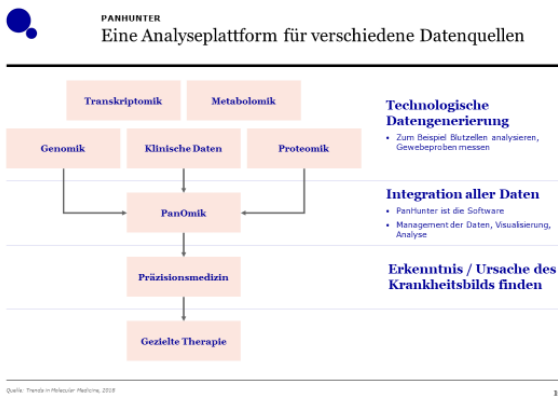 PANHUNTER
Eine Analyseplattform für verschiedene Datenquellen
Transkriptomik
Metabolomik
Genomik
Klinische Daten
Proteomik
Technologische
Datengenerierung
• Zum Beispiel Blutzellen analysieren,
Gewebeproben messen
PanOmik
Integration aller Daten
• PanHunter ist die Software
• Management der Daten, Visualisierung,
Analyse
Präzisionsmedizin
Erkenntnis / Ursache des
Krankheitsbilds finden
Gezielte Therapie
Quelle: Trends in Molecular Medicine, 2019